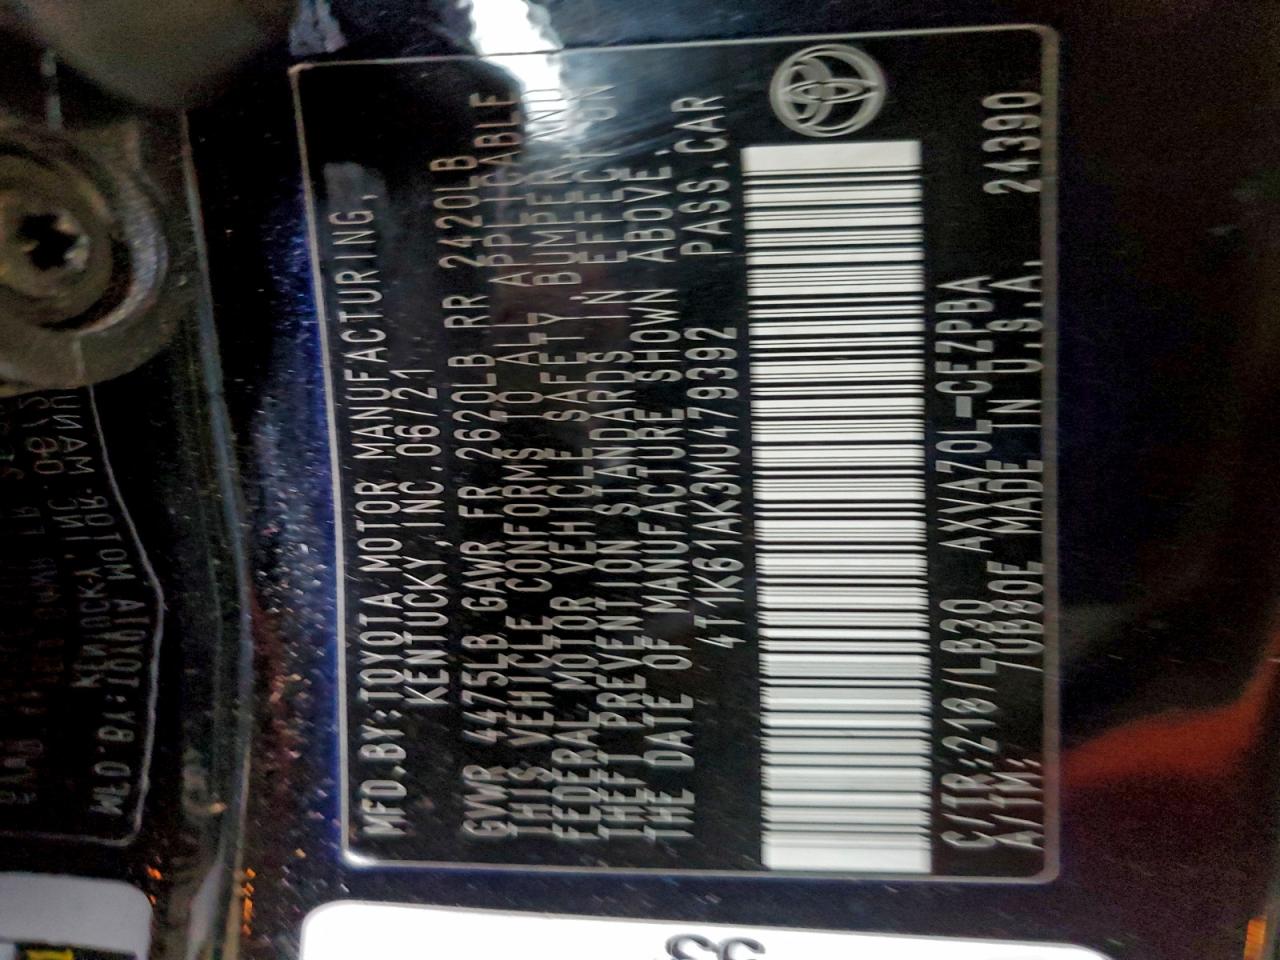 MFD.BY:TOYOTA MOTOR MANUFACTURING,
KENTUCKY, INC. 06/21
GVWR 4475LB GAWR FR 2620LB RR 2420LB
THIS VEHICLE CONFORMS TO ALL APPLICABLE
FEDERAL MOTOR VEHICLE SAFETY, BUMPER AND
THEFT PREVENTION STANDARDS IN EFFECT ON
THE DATE OF MANUFACTURE SHOWN ABOVE.
4T1K61AK3MU479392 PASS.CAR
C/TR:218/LB30 AXVA70L-CEZPBA
A/TM: /UB80E MADE IN U.S.A. 24390